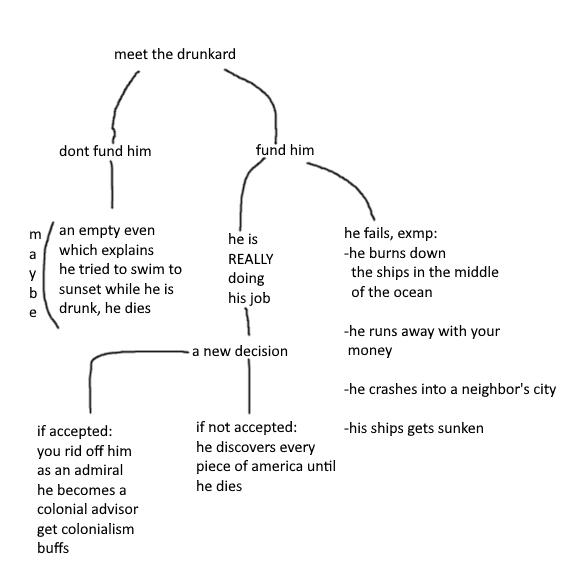 meet the drunkard
dont fund him
fund him
maybe
an empty even
which explains
he tried to swim to
sunset while he is
drunk, he dies
he is
REALLY
doing
his job
he fails, exmp:
-he burns down
the ships in the middle
of the ocean
-he runs away with your
money
-he crashes into a neighbor's city
-his ships gets sunken
a new decision
if accepted:
you rid off him
as an admiral
he becomes a
colonial advisor
get colonialism
buffs
if not accepted:
he discovers every
piece of america until
he dies